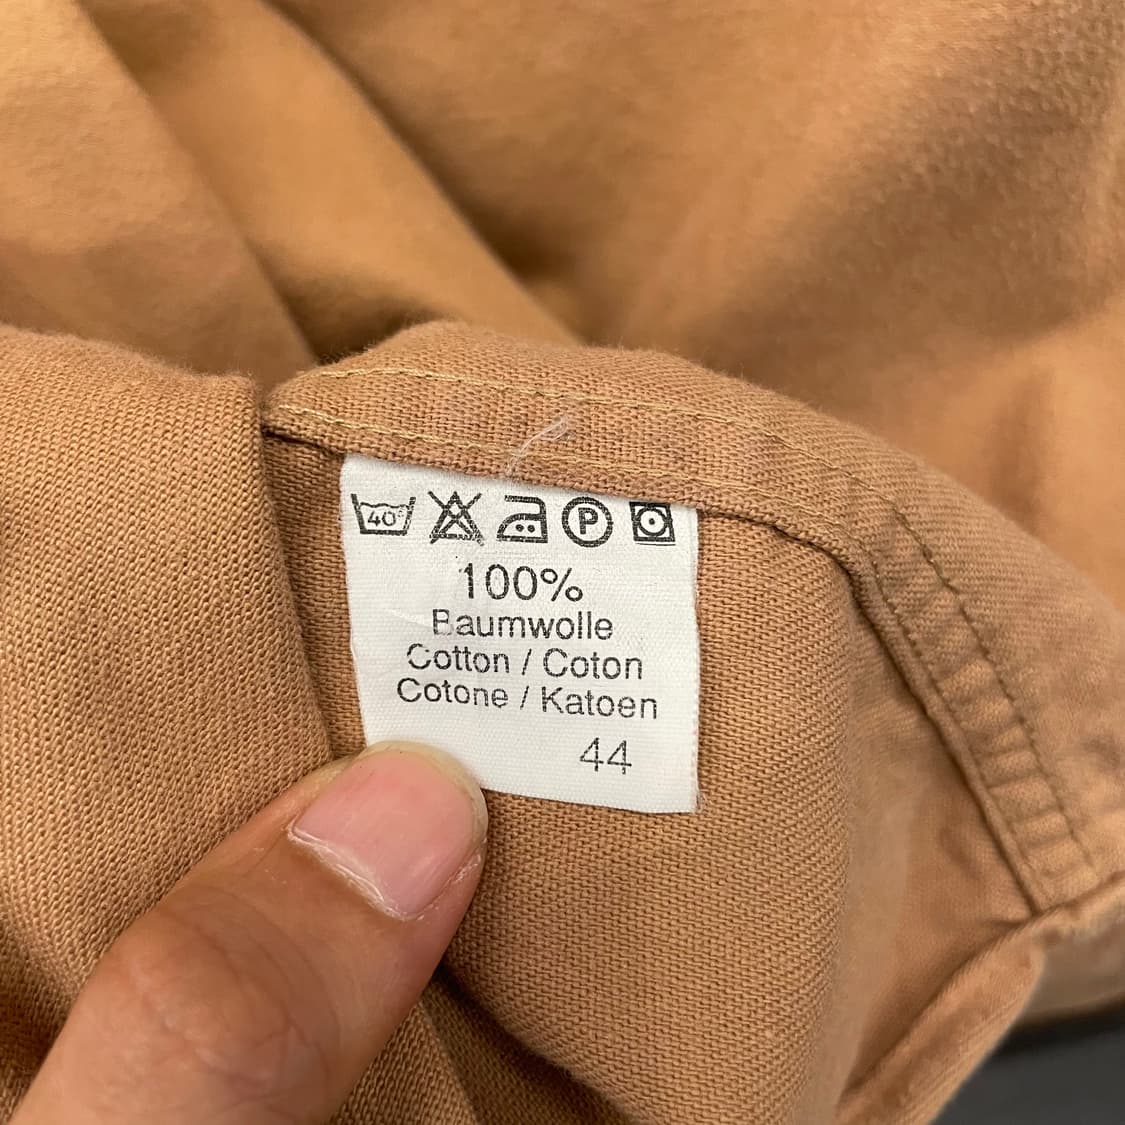 40°
P
100%
Baumwolle
Cotton / Coton
Cotone / Katoen
44